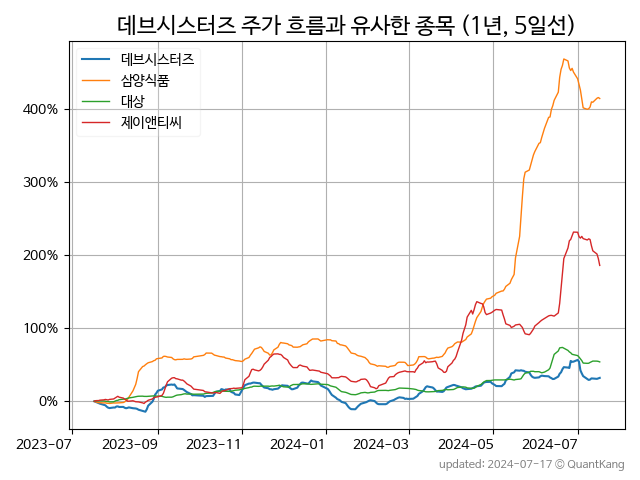 데브시스터즈 주가 흐름과 유사한 종목 (1년, 5일선)
데브시스터즈
삼양식품
대상
제이앤티씨
400%
300%
200%
100%
0%
2023-07 2023-09 2023-11 2024-01 2024-03 2024-05 2024-07
updated: 2024-07-17 © QuantKang